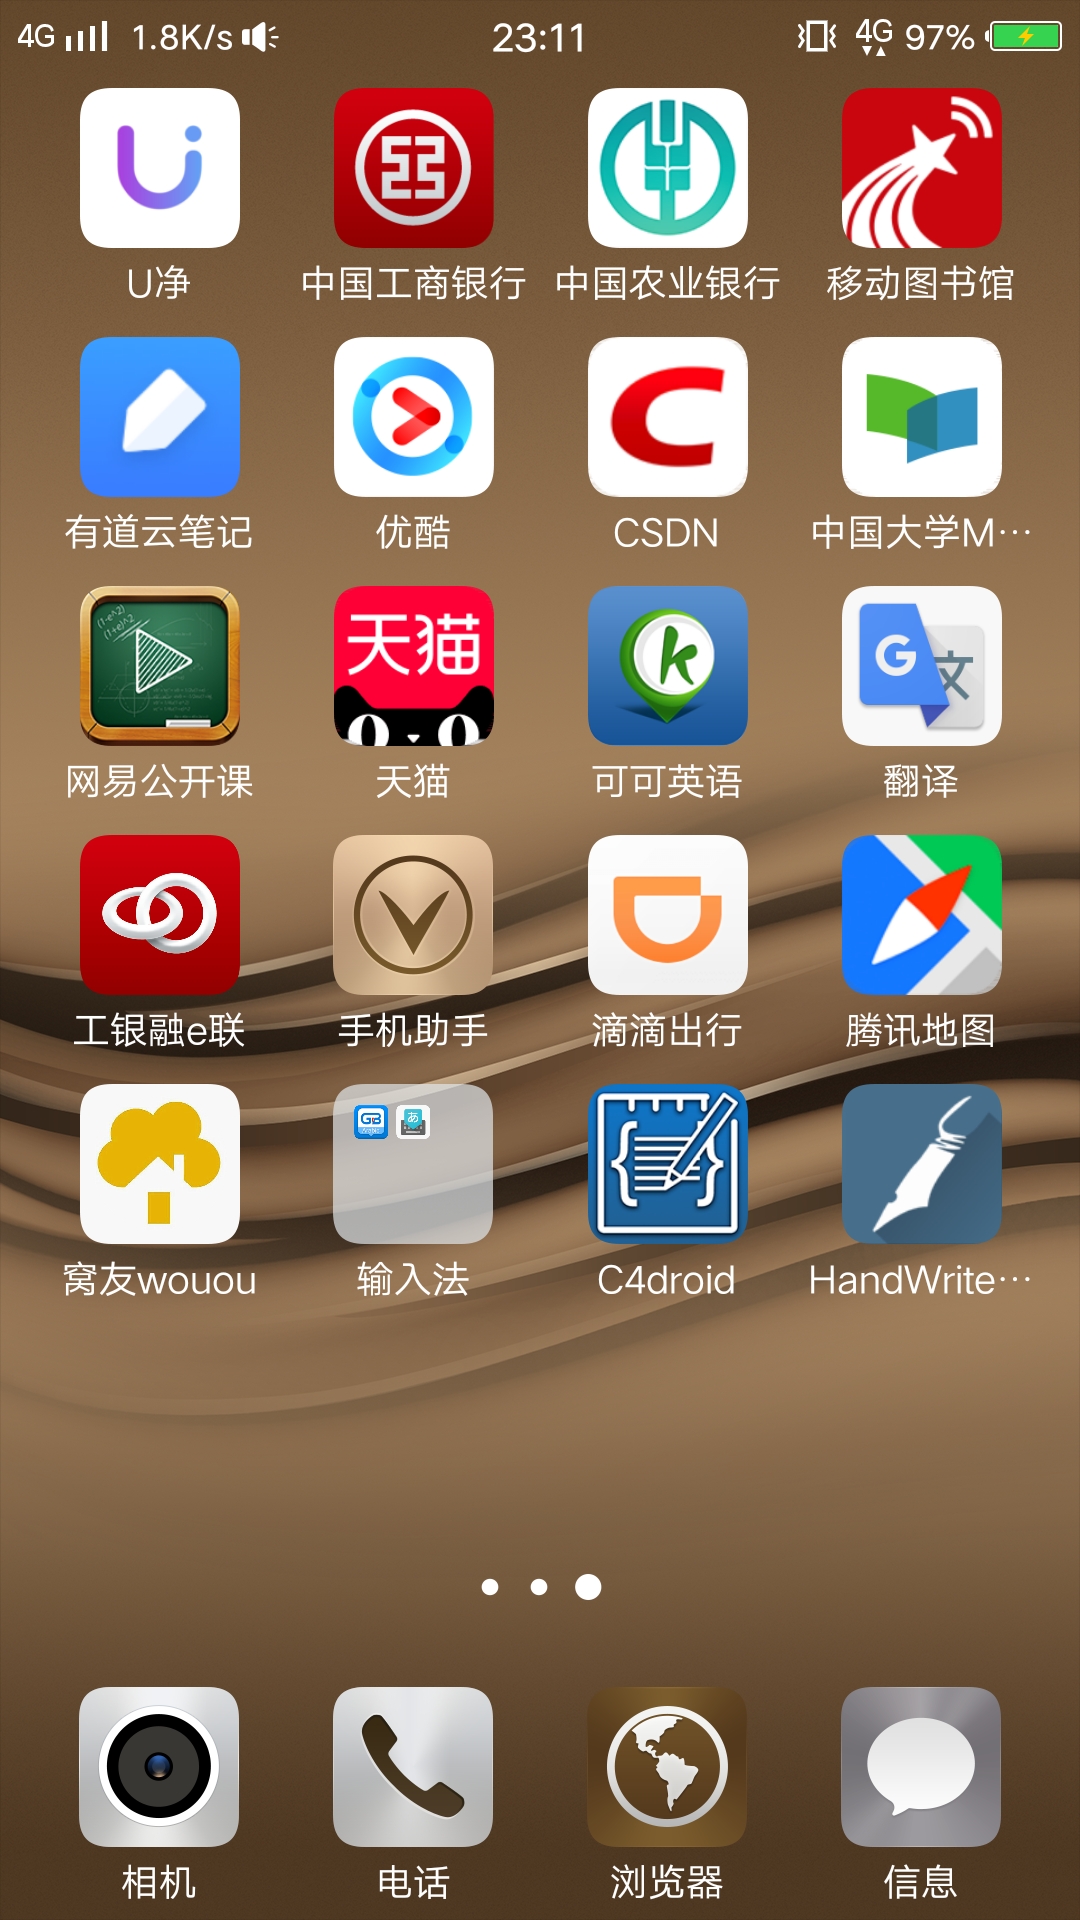 4G 1.8K/s 23:11 4G 97%
U净 中国工商银行 中国农业银行 移动图书馆
有道云笔记 优酷 CSDN 中国大学M…
天猫
网易公开课 天猫 可可英语 翻译
工银融e联 手机助手 滴滴出行 腾讯地图
窝友wouou 输入法 C4droid HandWrite…
相机 电话 浏览器 信息